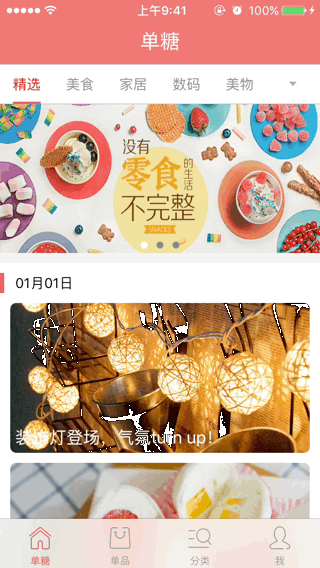 上午9:41
100%
单糖
精选 美食 家居 数码 美物
没有
零食的生活
不完整
SNACKS
01月01日
装饰灯登场，气氛turn up！
单糖 单品 分类 我